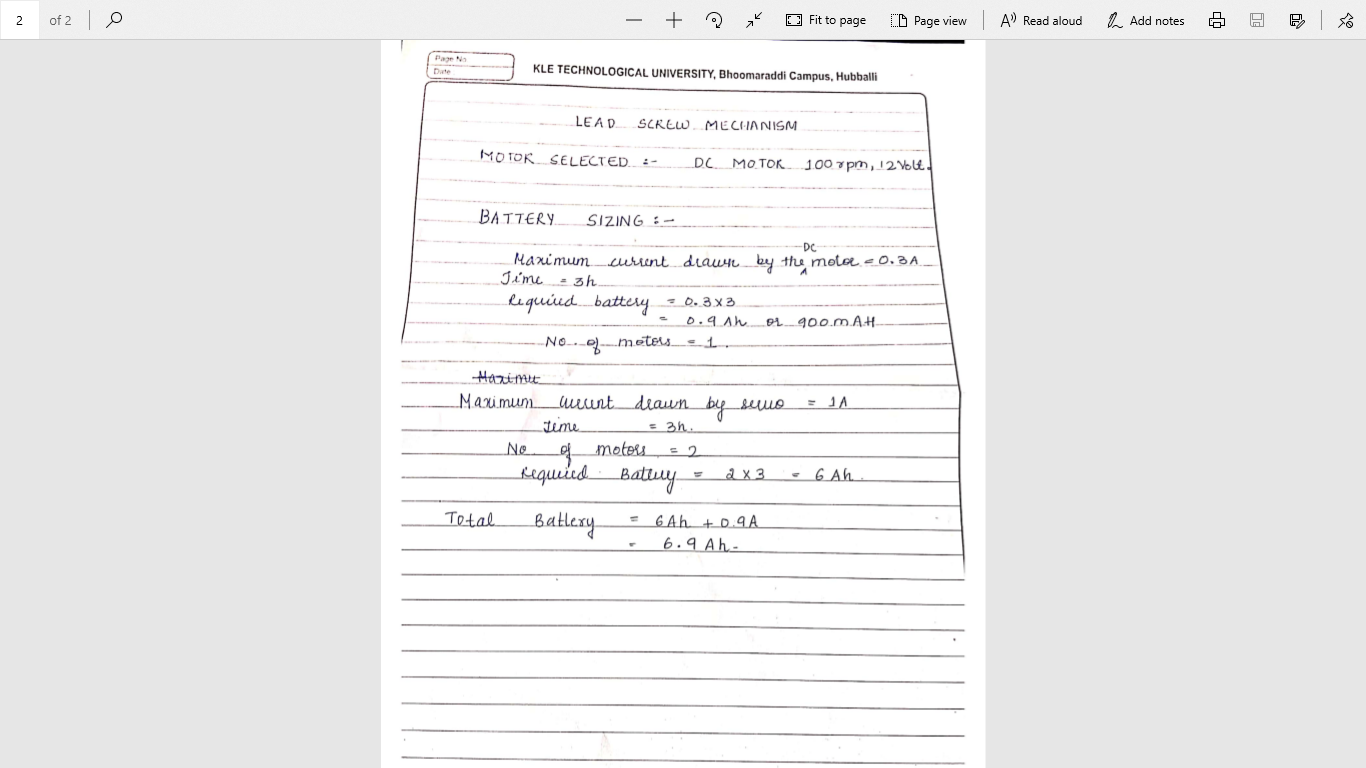 2 of 2 Fit to page Page view Read aloud Add notes
Page No
Date
KLE TECHNOLOGICAL UNIVERSITY, Bhoomaraddi Campus, Hubballi
LEAD SCREW MECHANISM
MOTOR SELECTED :- DC MOTOR 100rpm, 12Volt.
BATTERY SIZING :-
DC
Maximum current drawn by the motor = 0.3A
Time = 3h
Required battery = 0.3x3
= 0.9 Ah or 900mAH
No. of motors = 1.
Maximu
Maximum current drawn by servo = 1A
Time = 3h.
No of motors = 2
Required Battery = 2 x 3 = 6 Ah.
Total Battery = 6Ah + 0.9A
= 6.9 Ah-